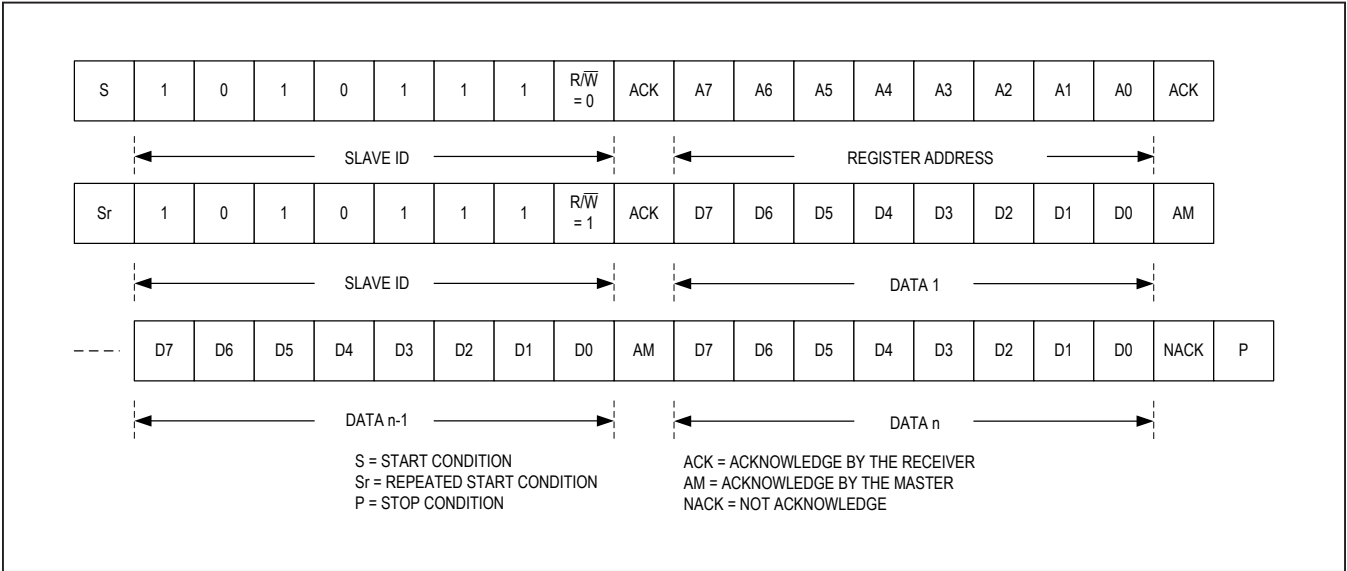 S 1 0 1 0 1 1 1 R/W̅ = 0 ACK A7 A6 A5 A4 A3 A2 A1 A0 ACK
SLAVE ID REGISTER ADDRESS
Sr 1 0 1 0 1 1 1 R/W̅ = 1 ACK D7 D6 D5 D4 D3 D2 D1 D0 AM
SLAVE ID DATA 1
D7 D6 D5 D4 D3 D2 D1 D0 AM D7 D6 D5 D4 D3 D2 D1 D0 NACK P
DATA n-1 DATA n
S = START CONDITION
Sr = REPEATED START CONDITION
P = STOP CONDITION
ACK = ACKNOWLEDGE BY THE RECEIVER
AM = ACKNOWLEDGE BY THE MASTER
NACK = NOT ACKNOWLEDGE